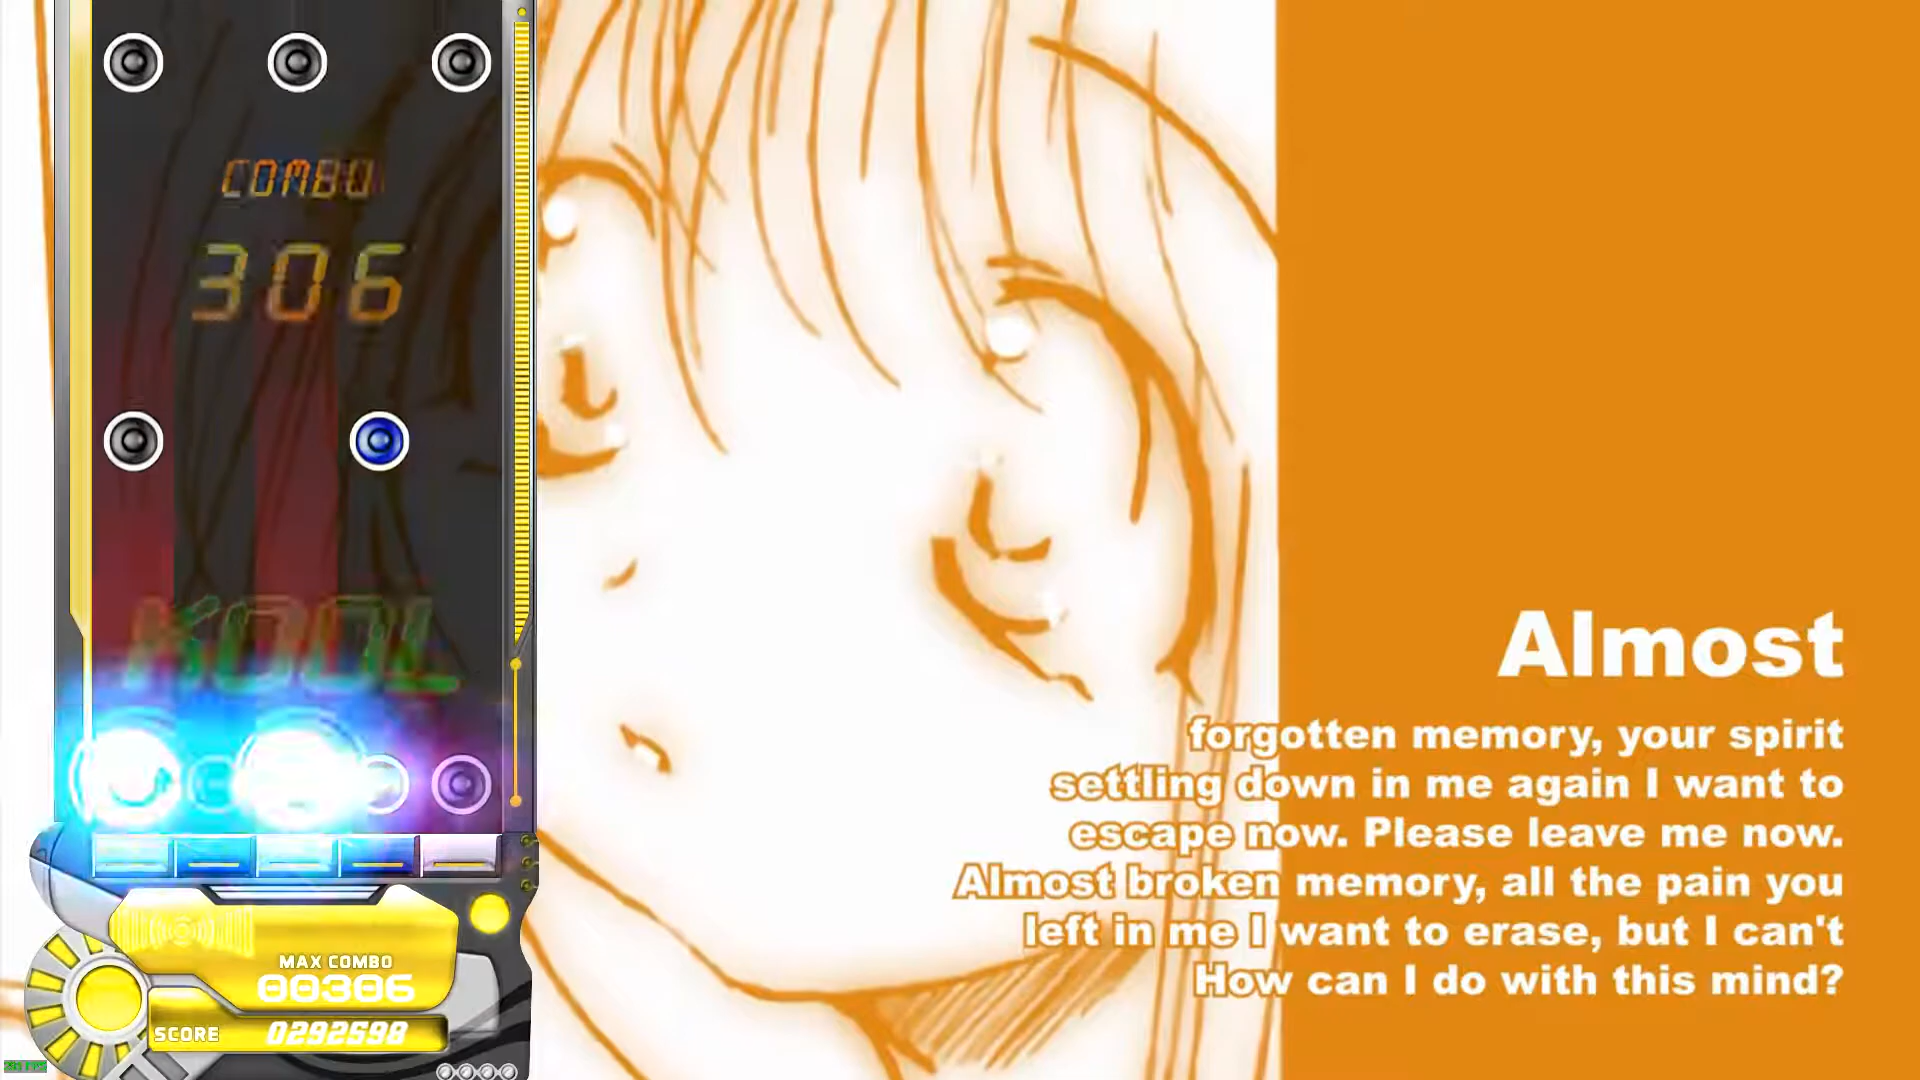 COMBO
306
KOOL
MAX COMBO
00306
SCORE 0292598
Almost
forgotten memory, your spirit
settling down in me again I want to
escape now. Please leave me now.
Almost broken memory, all the pain you
left in me I want to erase, but I can't
How can I do with this mind?